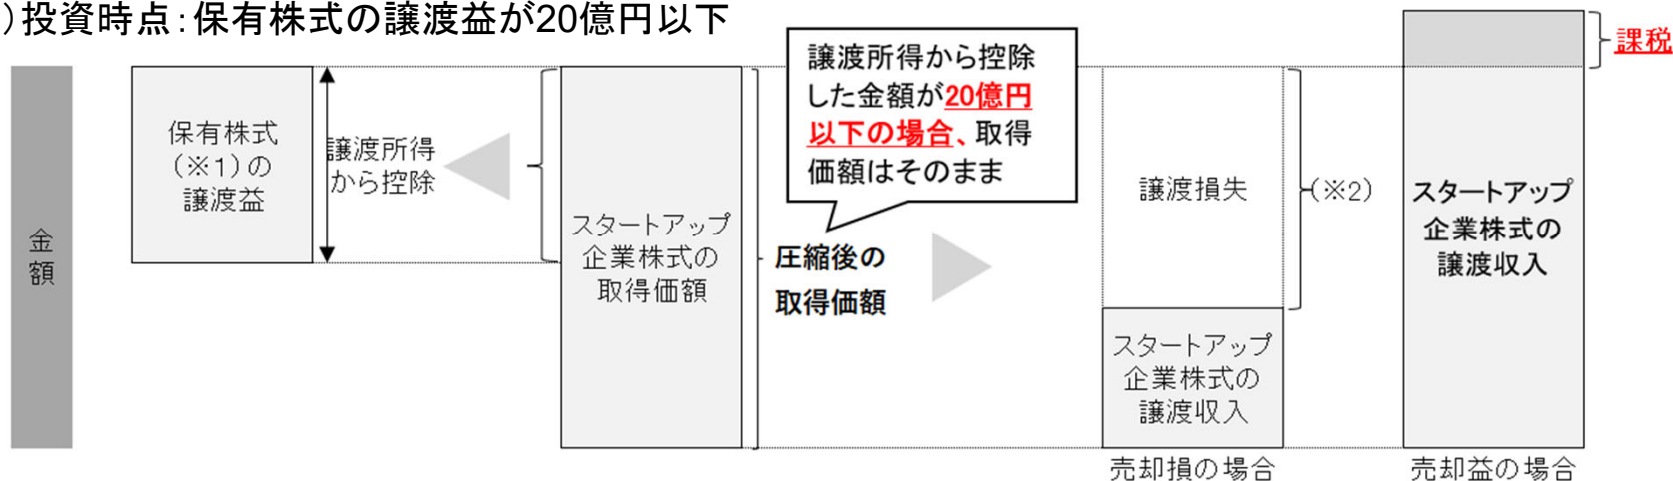 )投資時点:保有株式の譲渡益が20億円以下
金
額
保有株式
(※1)の
譲渡益
譲渡所得
から控除
スタートアップ
企業株式の
取得価額
譲渡所得から控除
した金額が20億円
以下の場合、取得
価額はそのまま
圧縮後の
取得価額
譲渡損失
(※2)
スタートアップ
企業株式の
譲渡収入
売却損の場合
スタートアップ
企業株式の
譲渡収入
課税
売却益の場合